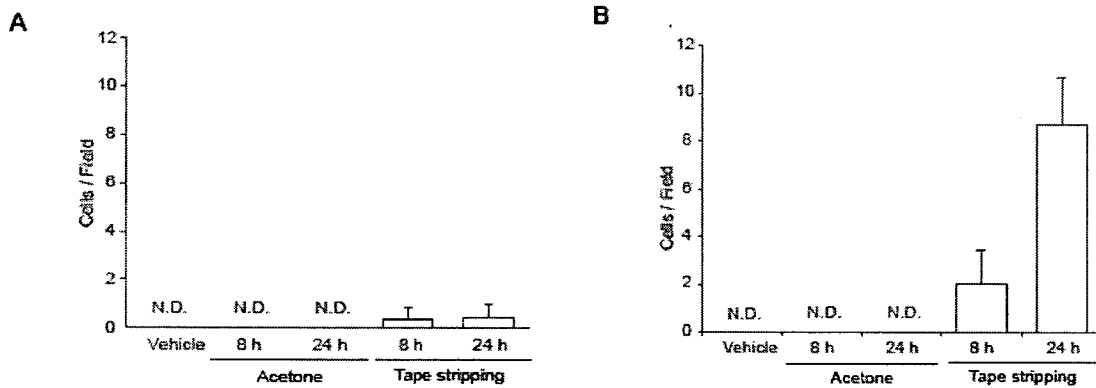 A
12
10
8
6
4
2
0
Cells / Field
N.D. N.D. N.D.
Vehicle 8 h 24 h 8 h 24 h
Acetone Tape stripping
B
12
10
8
6
4
2
0
Cells / Field
N.D. N.D. N.D.
Vehicle 8 h 24 h 8 h 24 h
Acetone Tape stripping